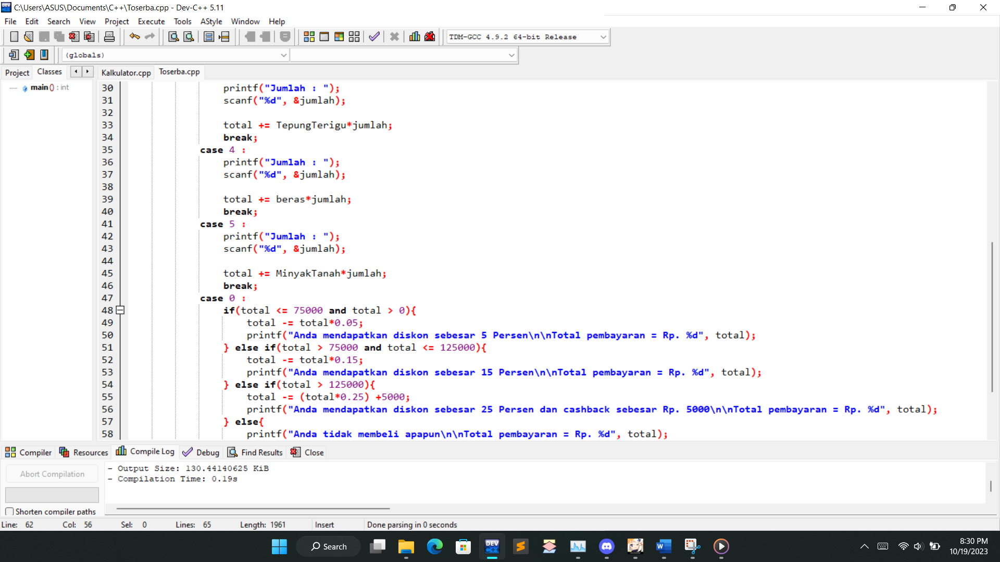 C:\Users\ASUS\Documents\C++\Toserba.cpp - Dev-C++ 5.11
File Edit Search View Project Execute Tools AStyle Window Help
TDM-GCC 4.9.2 64-bit Release
(globals)
Project Classes Kalkulator.cpp Toserba.cpp
main () : int
30 printf("Jumlah : ");
31 scanf("%d", &jumlah);
32
33 total += TepungTerigu*jumlah;
34 break;
35 case 4 :
36 printf("Jumlah : ");
37 scanf("%d", &jumlah);
38
39 total += beras*jumlah;
40 break;
41 case 5 :
42 printf("Jumlah : ");
43 scanf("%d", &jumlah);
44
45 total += MinyakTanah*jumlah;
46 break;
47 case 0 :
48 if(total <= 75000 and total > 0){
49 total -= total*0.05;
50 printf("Anda mendapatkan diskon sebesar 5 Persen\n\nTotal pembayaran = Rp. %d", total);
51 } else if(total > 75000 and total <= 125000){
52 total -= total*0.15;
53 printf("Anda mendapatkan diskon sebesar 15 Persen\n\nTotal pembayaran = Rp. %d", total);
54 } else if(total > 125000){
55 total -= (total*0.25) +5000;
56 printf("Anda mendapatkan diskon sebesar 25 Persen dan cashback sebesar Rp. 5000\n\nTotal pembayaran = Rp. %d", total);
57 } else{
58 printf("Anda tidak membeli apapun\n\nTotal pembayaran = Rp. %d", total);
Compiler Resources Compile Log Debug Find Results Close
Abort Compilation
- Output Size: 130.44140625 KiB
- Compilation Time: 0.19s
Shorten compiler paths
Line: 62 Col: 56 Sel: 0 Lines: 65 Length: 1961 Insert Done parsing in 0 seconds
Search
DEV
8:30 PM
10/19/2023